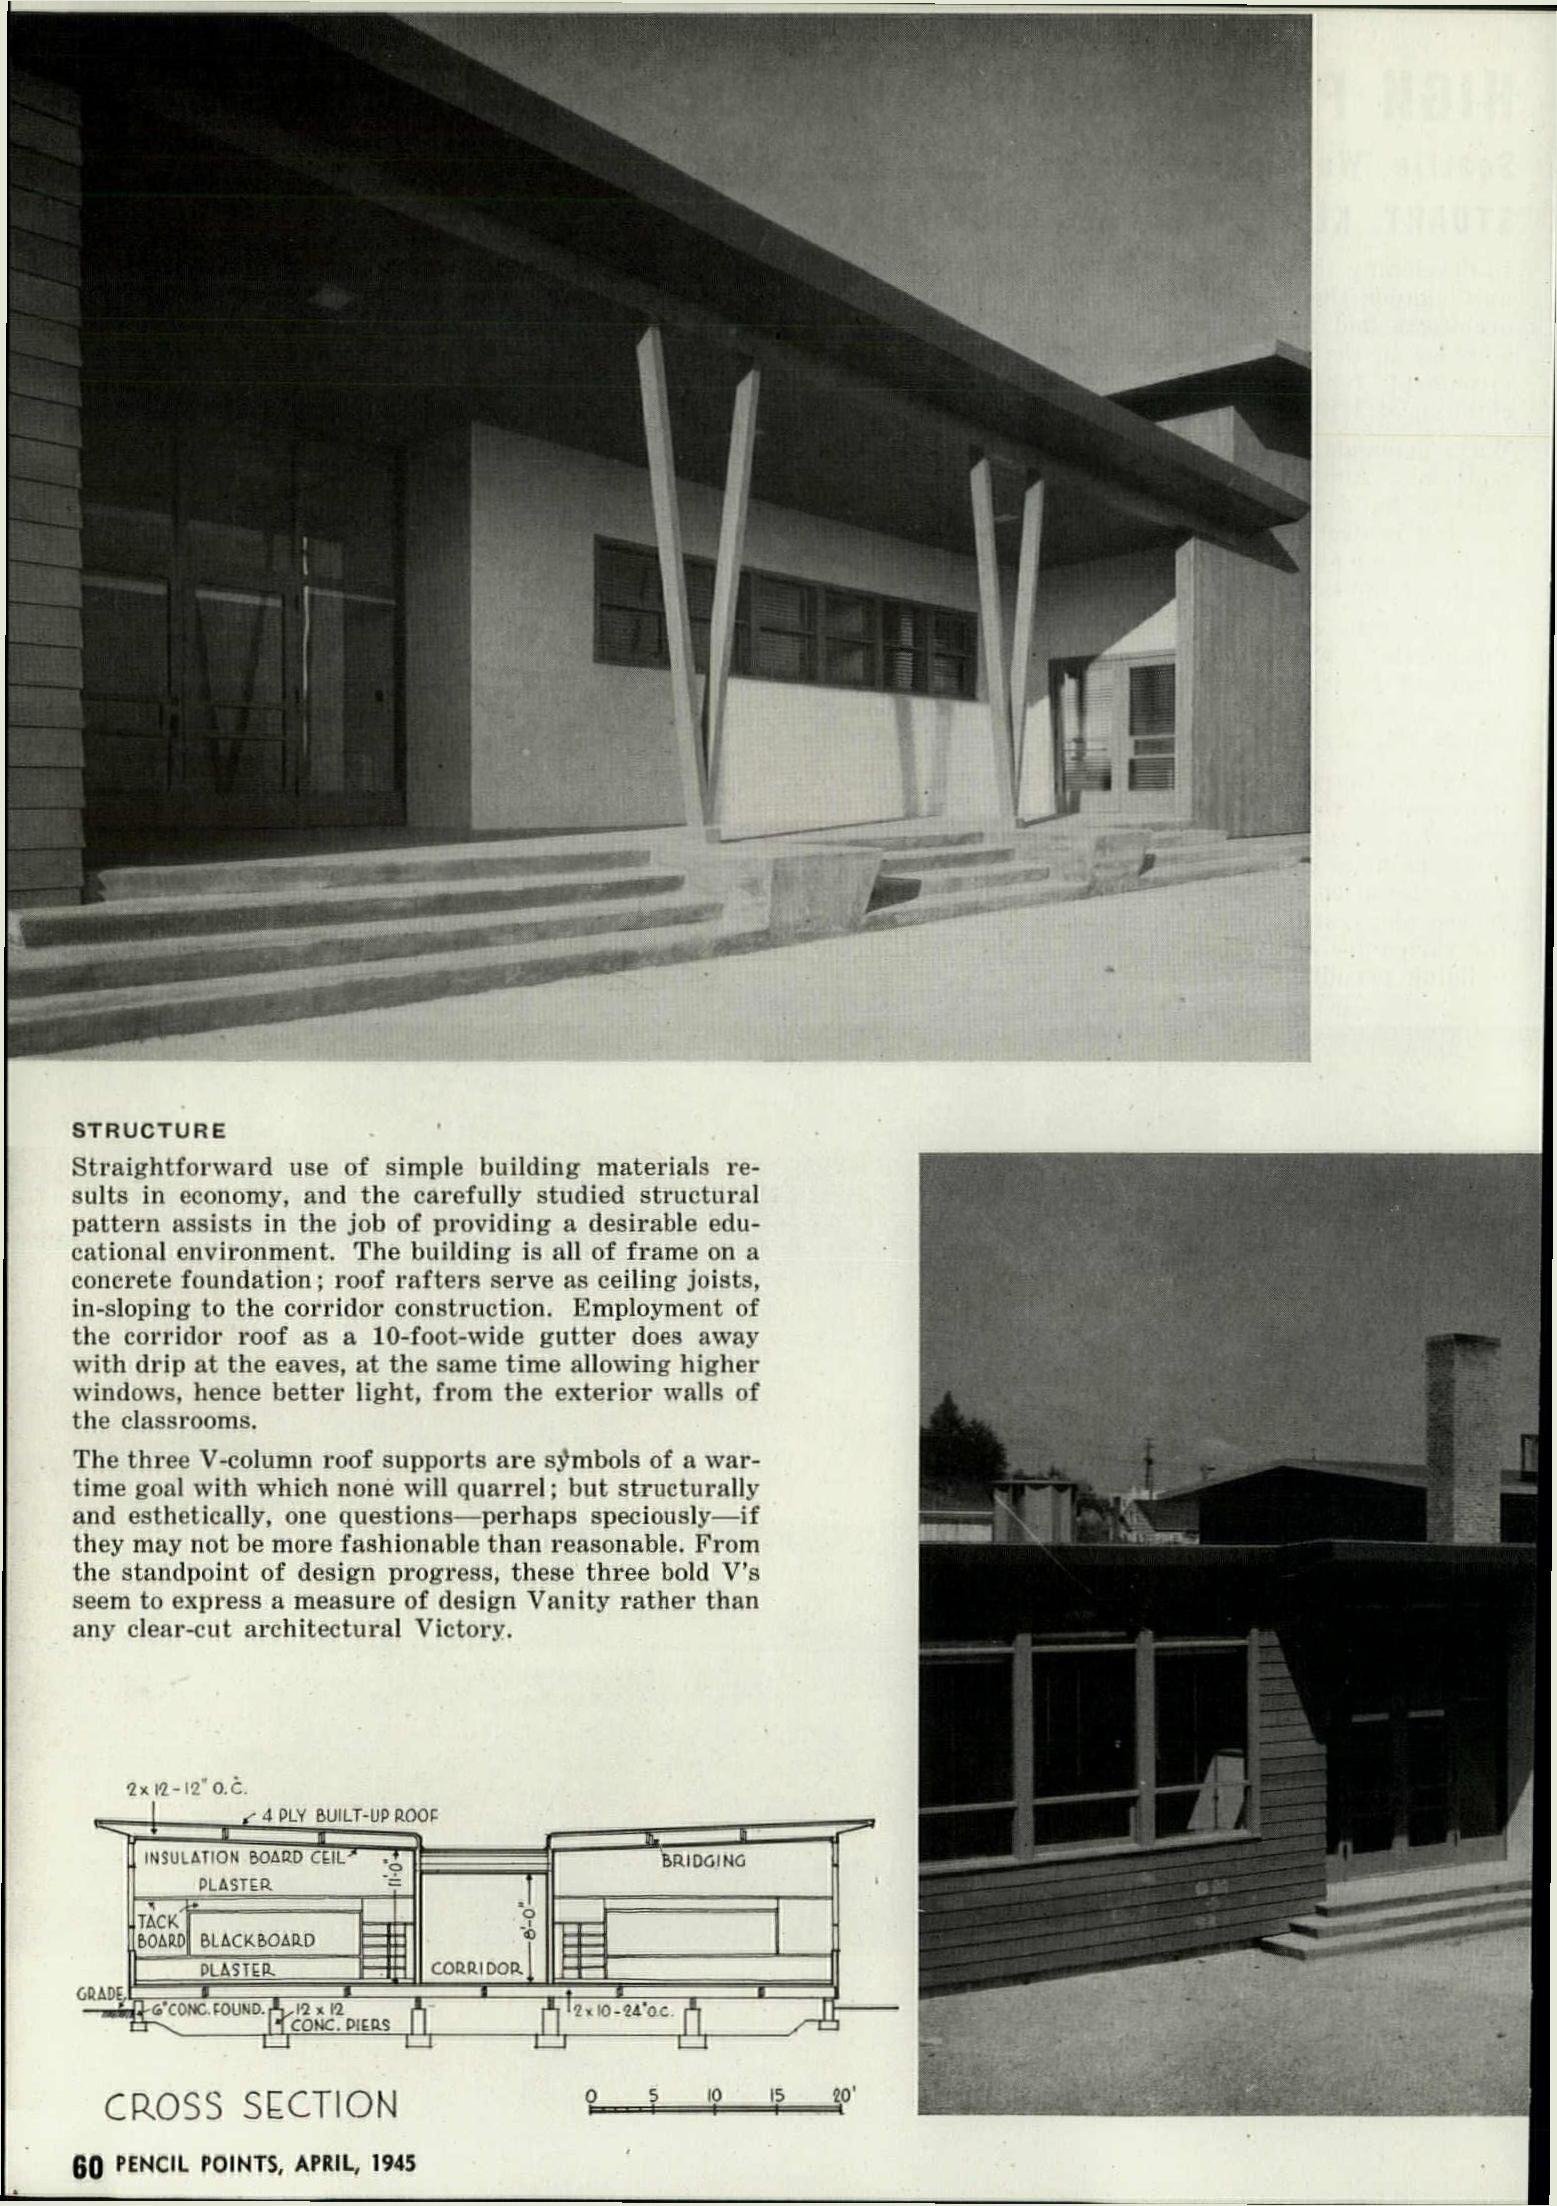 STRUCTURE
Straightforward use of simple building materials re-
sults in economy, and the carefully studied structural
pattern assists in the job of providing a desirable edu-
cational environment. The building is all of frame on a
concrete foundation; roof rafters serve as ceiling joists,
in-sloping to the corridor construction. Employment of
the corridor roof as a 10-foot-wide gutter does away
with drip at the eaves, at the same time allowing higher
windows, hence better light, from the exterior walls of
the classrooms.
The three V-column roof supports are symbols of a war-
time goal with which none will quarrel; but structurally
and esthetically, one questions—perhaps speciously—if
they may not be more fashionable than reasonable. From
the standpoint of design progress, these three bold V's
seem to express a measure of design Vanity rather than
any clear-cut architectural Victory.
2 x 12 - 12" O.C.
4 PLY BUILT-UP ROOF
INSULATION BOARD CEIL
11'-0"
BRIDGING
PLASTER
TACK
BOARD
BLACKBOARD
8'-0"
PLASTER
CORRIDOR
GRADE
6" CONC. FOUND.
12 x 12
CONC. PIERS
2 x 10 - 24" O.C.
CROSS SECTION
0 5 10 15 20'
60 PENCIL POINTS, APRIL, 1945